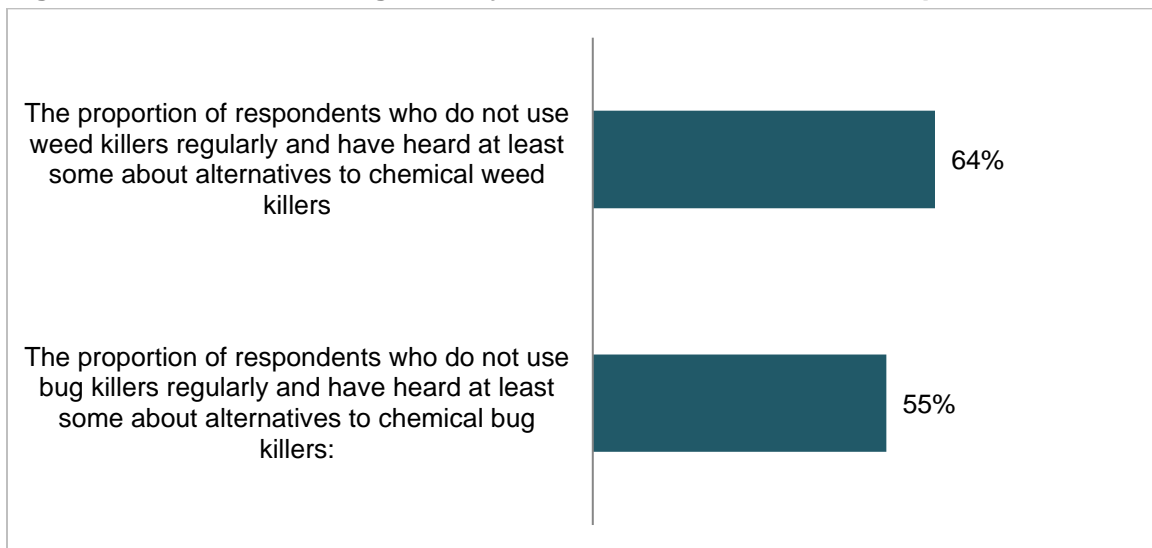 The proportion of respondents who do not use
weed killers regularly and have heard at least
some about alternatives to chemical weed
killers
64%
The proportion of respondents who do not use
bug killers regularly and have heard at least
some about alternatives to chemical bug
killers:
55%